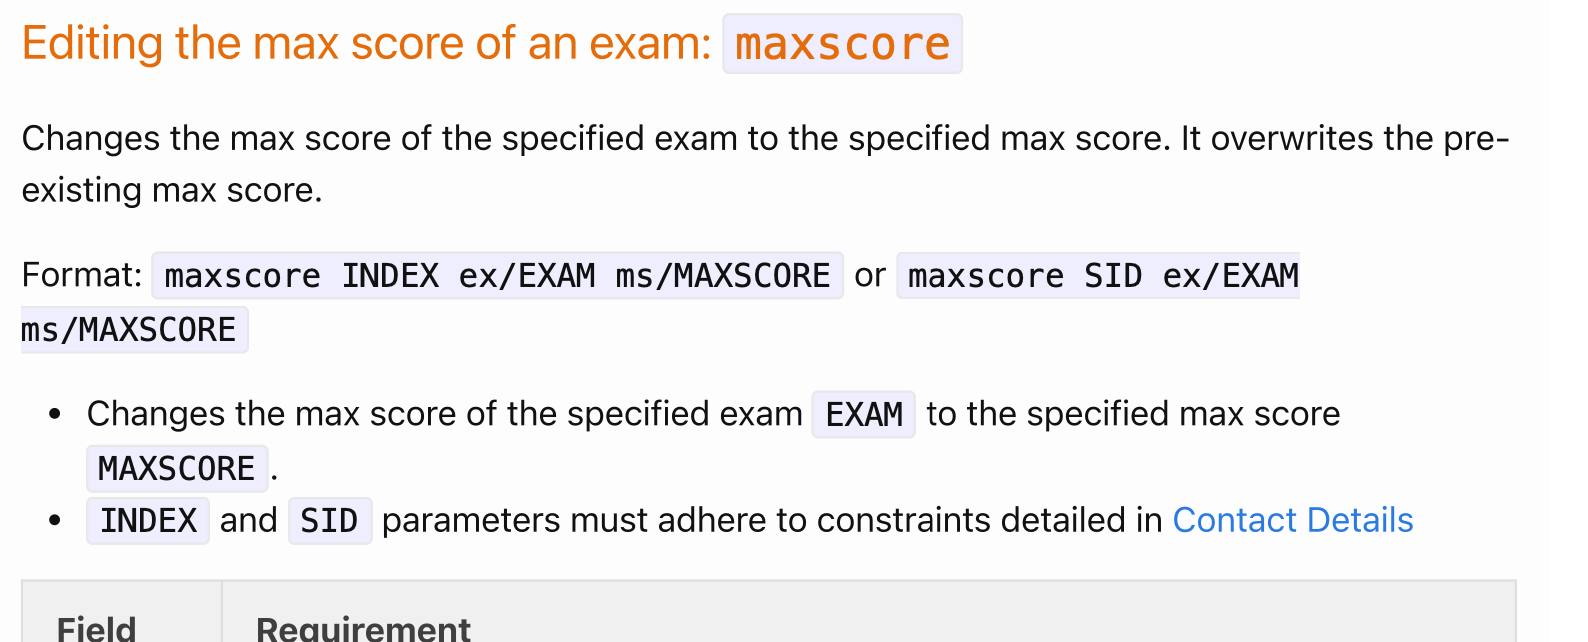 Editing the max score of an exam: maxscore
Changes the max score of the specified exam to the specified max score. It overwrites the pre-
existing max score.
Format: maxscore INDEX ex/EXAM ms/MAXSCORE or maxscore SID ex/EXAM
ms/MAXSCORE
• Changes the max score of the specified exam EXAM to the specified max score
MAXSCORE.
• INDEX and SID parameters must adhere to constraints detailed in Contact Details
Field Requirement